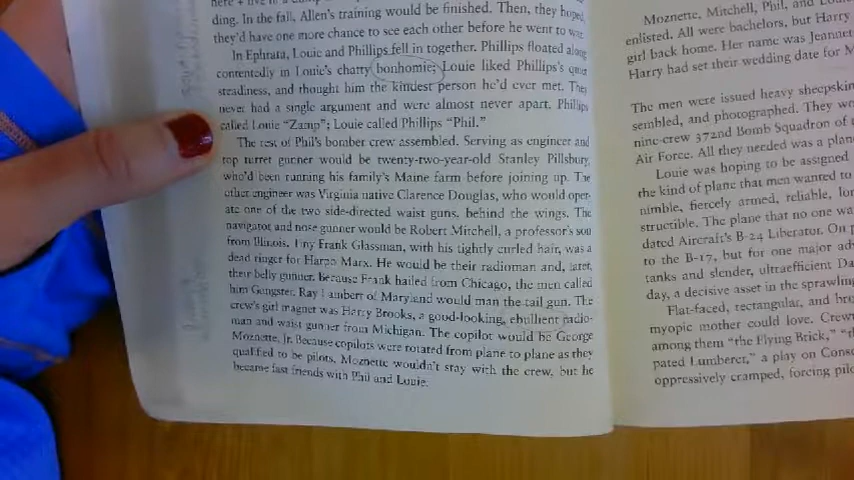 ding. In the fall, Allen's training would be finished. Then, they hoped,
they'd have one more chance to see each other before he went to war.
In Ephrata, Louie and Phillips fell in together. Phillips floated along
contentedly in Louie's chatty bonhomie; Louie liked Phillips's quiet
steadiness, and thought him the kindest person he'd ever met. They
never had a single argument and were almost never apart. Phillips
called Louie "Zamp"; Louie called Phillips "Phil."
The rest of Phil's bomber crew assembled. Serving as engineer and
top turret gunner would be twenty-two-year-old Stanley Pillsbury,
who'd been running his family's Maine farm before joining up. The
other engineer was Virginia native Clarence Douglas, who would oper-
ate one of the two side-directed waist guns, behind the wings. The
navigator and nose gunner would be Robert Mitchell, a professor's son
from Illinois. Tiny Frank Glassman, with his tightly curled hair, was a
dead ringer for Harpo Marx. He would be their radioman and, later,
their belly gunner. Because Frank hailed from Chicago, the men called
him Gangster. Ray Lambert of Maryland would man the tail gun. The
crew's girl magnet was Harry Brooks, a good-looking, ebullient radio-
man and waist gunner from Michigan. The copilot would be George
Moznette, Jr. Because copilots were rotated from plane to plane as they
qualified to be pilots, Moznette wouldn't stay with the crew, but he
became fast friends with Phil and Louie.
Moznette, Mitchell, Phil, and
enlisted. All were bachelors, but Harry
girl back home. Her name was Jeannet
Harry had set their wedding date for M
The men were issued heavy sheepskin
sembled, and photographed. They wo
nine-crew 372nd Bomb Squadron of
Air Force. All they needed was a plane
Louie was hoping to be assigned
the kind of plane that men wanted to
nimble, fiercely armed, reliable, lon
structible. The plane that no one wa
dated Aircraft's B-24 Liberator. On p
to the B-17, but for one major ad
tanks and slender, ultraefficient Da
day, a decisive asset in the sprawling
Flat-faced, rectangular, and bro
myopic mother could love. Crew
among them "the Flying Brick," "t
pated Lumberer," a play on Conso
oppressively cramped, forcing pilo